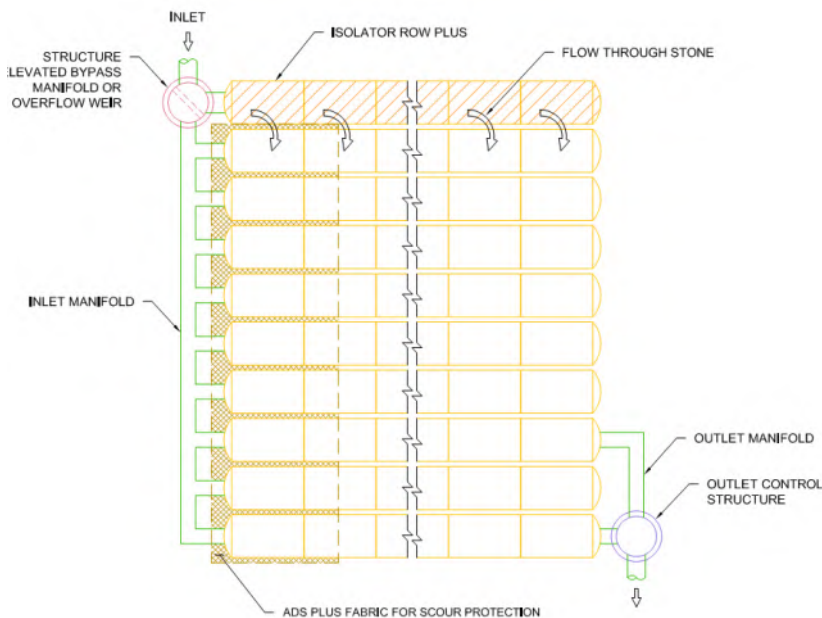 INLET
ISOLATOR ROW PLUS
STRUCTURE
ELEVATED BYPASS
MANIFOLD OR
OVERFLOW WEIR
FLOW THROUGH STONE
INLET MANIFOLD
OUTLET MANIFOLD
OUTLET CONTROL
STRUCTURE
ADS PLUS FABRIC FOR SCOUR PROTECTION